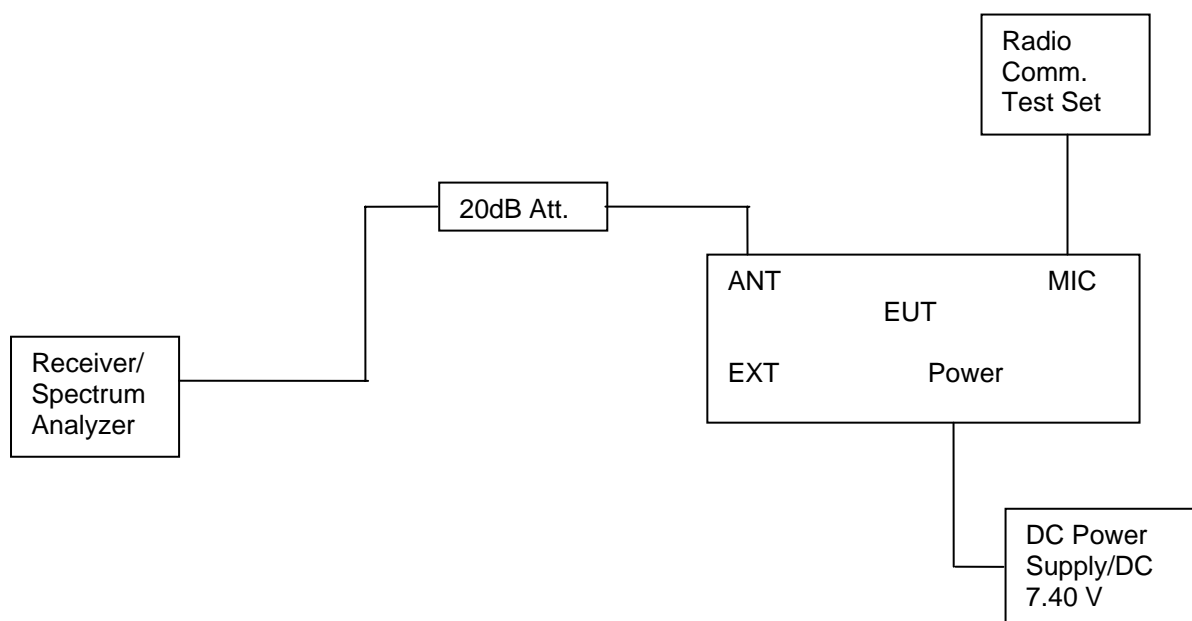 Radio
Comm.
Test Set
20dB Att.
ANT
MIC
EUT
Receiver/
Spectrum
Analyzer
EXT
Power
DC Power
Supply/DC
7.40 V